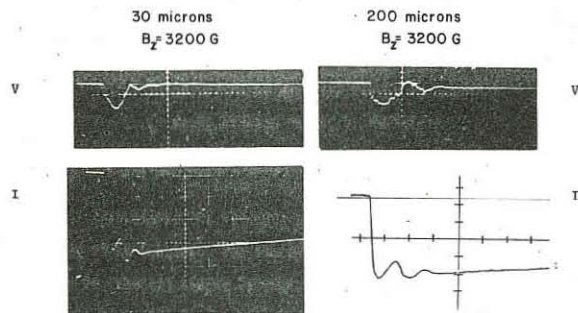 30 microns
B_z = 3200 G
200 microns
B_z = 3200 G
V
V
I
I